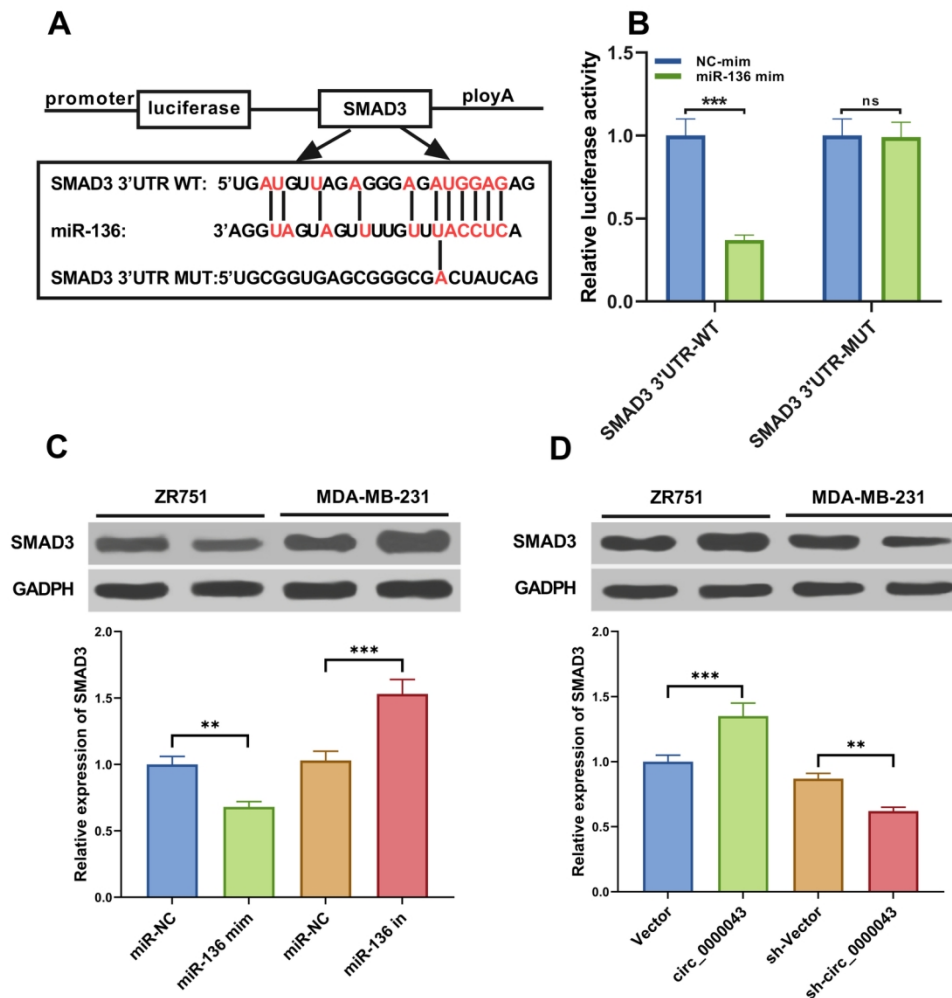 A
promoter
luciferase
SMAD3
ployA
SMAD3 3'UTR WT: 5'UGAUGUUAGAGGGAGAUGGAGAG
miR-136: 3'AGGUAGUAGUUUUGUUUACCUCA
SMAD3 3'UTR MUT:5'UGCGGUGAGCGGGCGACUAUCAG
B
NC-mim
miR-136 mim
Relative luciferase activity
1.5
1.0
0.5
0.0
***
ns
SMAD3 3'UTR-WT
SMAD3 3'UTR-MUT
C
ZR751
MDA-MB-231
SMAD3
GADPH
Relative expression of SMAD3
2.0
1.5
1.0
0.5
0.0
**
***
miR-NC
miR-136 mim
miR-NC
miR-136 in
D
ZR751
MDA-MB-231
SMAD3
GADPH
Relative expression of SMAD3
2.0
1.5
1.0
0.5
0.0
***
**
Vector
circ_0000043
sh-Vector
sh-circ_0000043